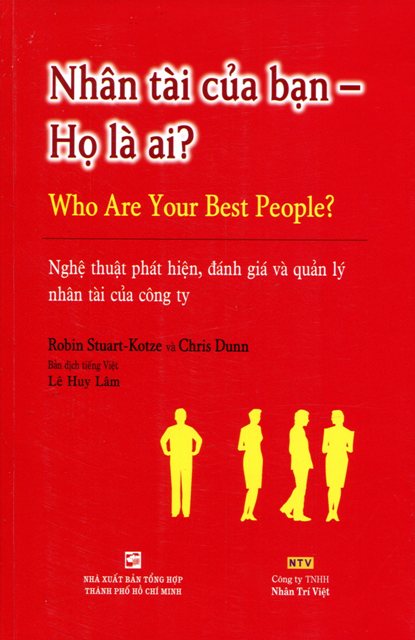 Nhân tài của bạn –
Họ là ai?
Who Are Your Best People?
Nghệ thuật phát hiện, đánh giá và quản lý
nhân tài của công ty
Robin Stuart-Kotze và Chris Dunn
Bản dịch tiếng Việt
Lê Huy Lâm
NHÀ XUẤT BẢN TỔNG HỢP
THÀNH PHỐ HỒ CHÍ MINH
NTV
Công ty TNHH
Nhân Trí Việt